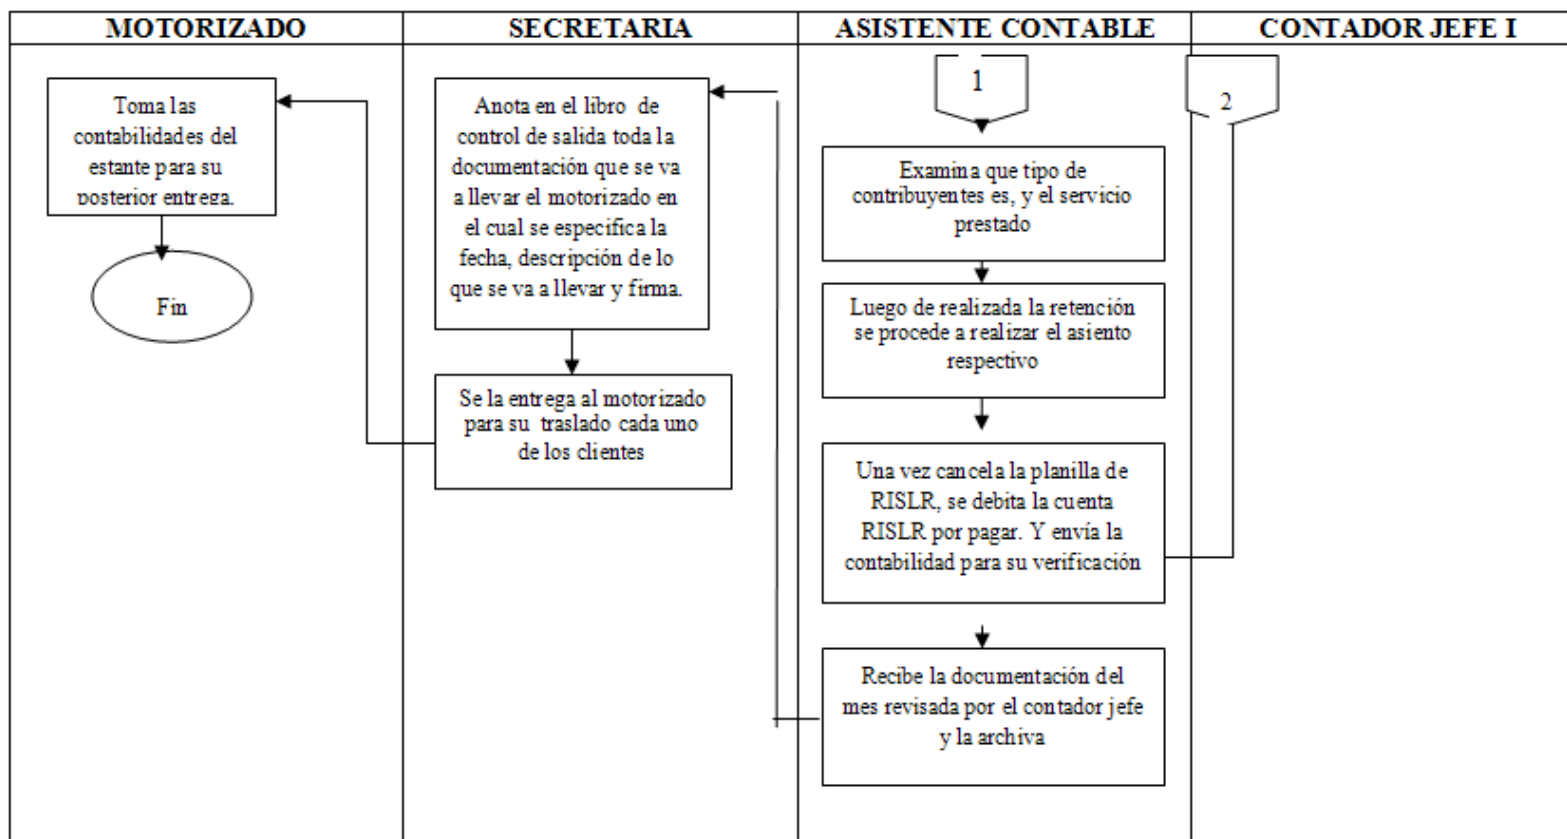 MOTORIZADO
SECRETARIA
ASISTENTE CONTABLE
CONTADOR JEFE I
Toma las
contabilidades del
estante para su
posterior entrega.
Fin
Anota en el libro de
control de salida toda la
documentación que se va
a llevar el motorizado en
el cual se especifica la
fecha, descripción de lo
que se va a llevar y firma.
Se la entrega al motorizado
para su traslado cada uno
de los clientes
1
Examina que tipo de
contribuyentes es, y el servicio
prestado
Luego de realizada la retención
se procede a realizar el asiento
respectivo
Una vez cancela la planilla de
RISLR, se debita la cuenta
RISLR por pagar. Y envía la
contabilidad para su verificación
Recibe la documentación del
mes revisada por el contador jefe
y la archiva
2